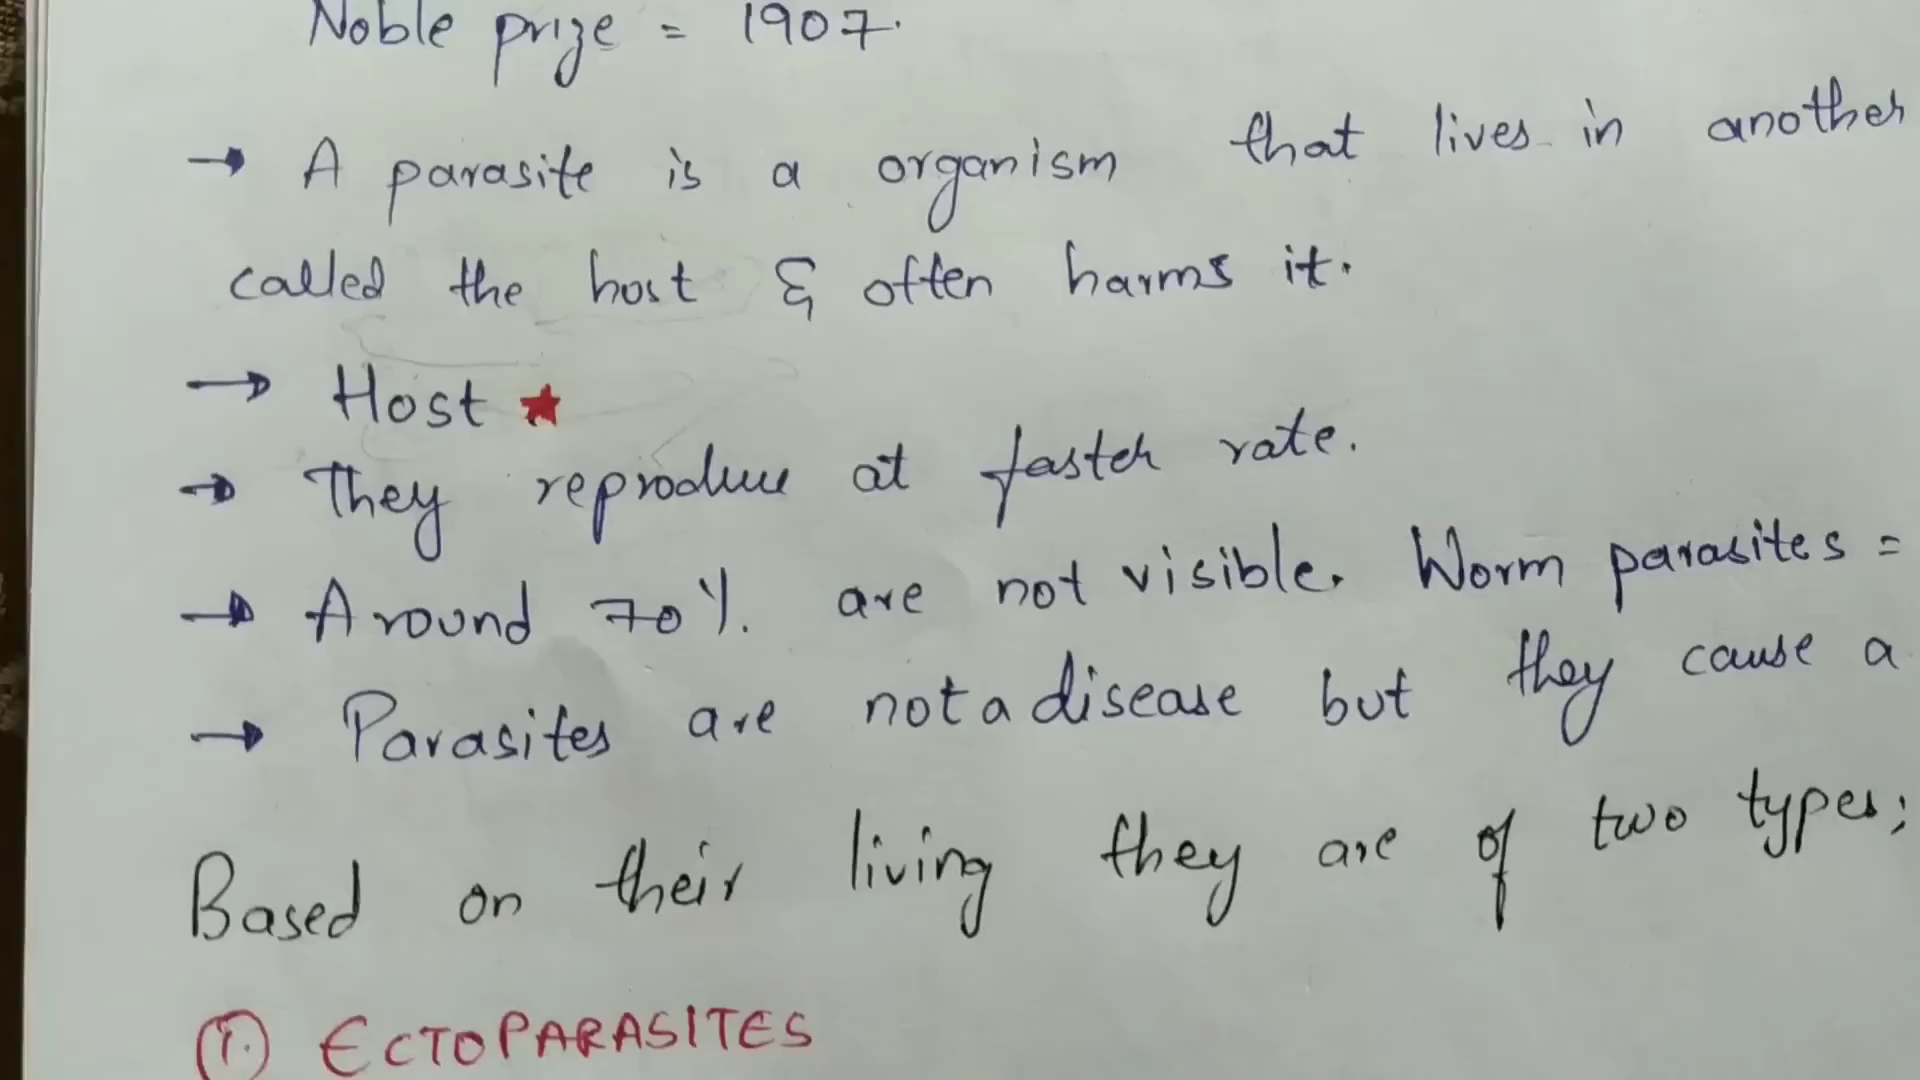 Noble prize = 1907.
→ A parasite is a organism that lives in another
called the host & often harms it.
→ Host ★
→ They reproduce at faster rate.
→ Around 70%. are not visible. Worm parasites =
→ Parasites are not a disease but they cause a
Based on their living they are of two types;
1. ECTOPARASITES